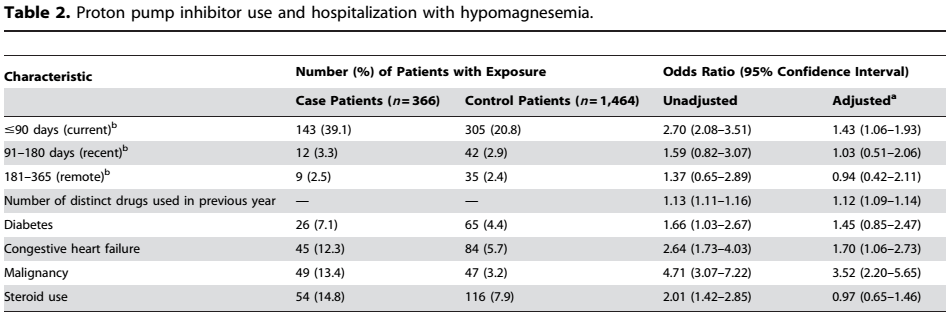 Table 2. Proton pump inhibitor use and hospitalization with hypomagnesemia.
Characteristic Number (%) of Patients with Exposure Odds Ratio (95% Confidence Interval)
Case Patients (n = 366) Control Patients (n = 1,464) Unadjusted Adjustedᵃ
≤90 days (current)ᵇ 143 (39.1) 305 (20.8) 2.70 (2.08–3.51) 1.43 (1.06–1.93)
91–180 days (recent)ᵇ 12 (3.3) 42 (2.9) 1.59 (0.82–3.07) 1.03 (0.51–2.06)
181–365 (remote)ᵇ 9 (2.5) 35 (2.4) 1.37 (0.65–2.89) 0.94 (0.42–2.11)
Number of distinct drugs used in previous year — — 1.13 (1.11–1.16) 1.12 (1.09–1.14)
Diabetes 26 (7.1) 65 (4.4) 1.66 (1.03–2.67) 1.45 (0.85–2.47)
Congestive heart failure 45 (12.3) 84 (5.7) 2.64 (1.73–4.03) 1.70 (1.06–2.73)
Malignancy 49 (13.4) 47 (3.2) 4.71 (3.07–7.22) 3.52 (2.20–5.65)
Steroid use 54 (14.8) 116 (7.9) 2.01 (1.42–2.85) 0.97 (0.65–1.46)